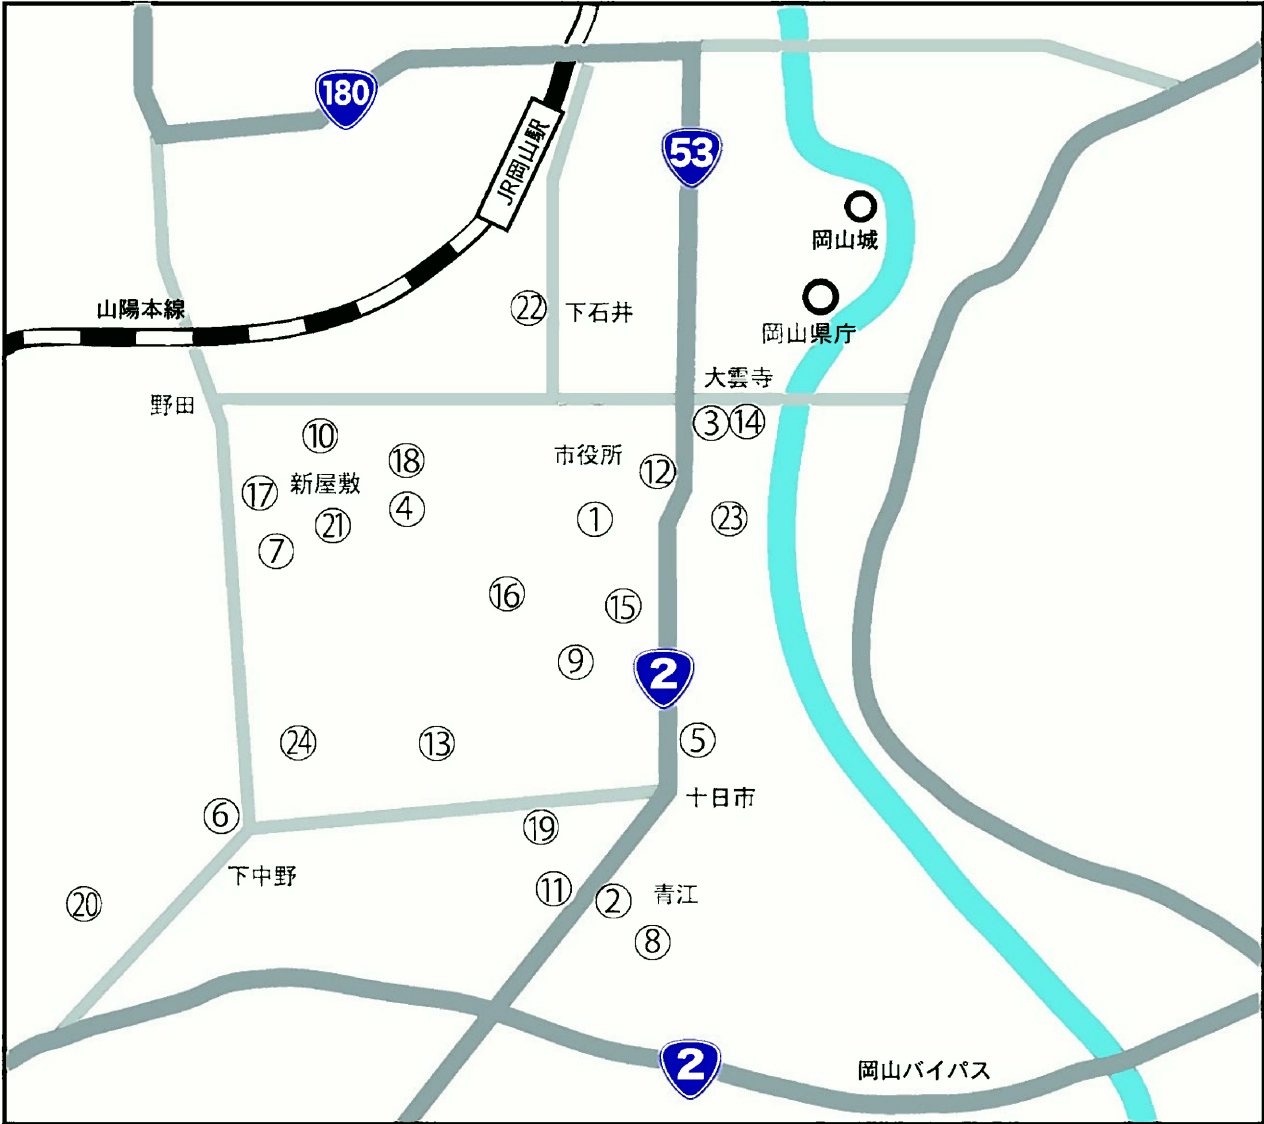 180
JR岡山駅
53
岡山城
山陽本線
㉒
下石井
岡山県庁
大雲寺
野田
③
⑭
⑩
市役所
⑱
⑫
新屋敷
⑰
④
①
㉓
㉑
⑦
⑯
⑮
⑨
2
㉔
⑬
⑤
十日市
⑥
⑲
下中野
⑪
②
青江
⑳
⑧
2
岡山バイパス